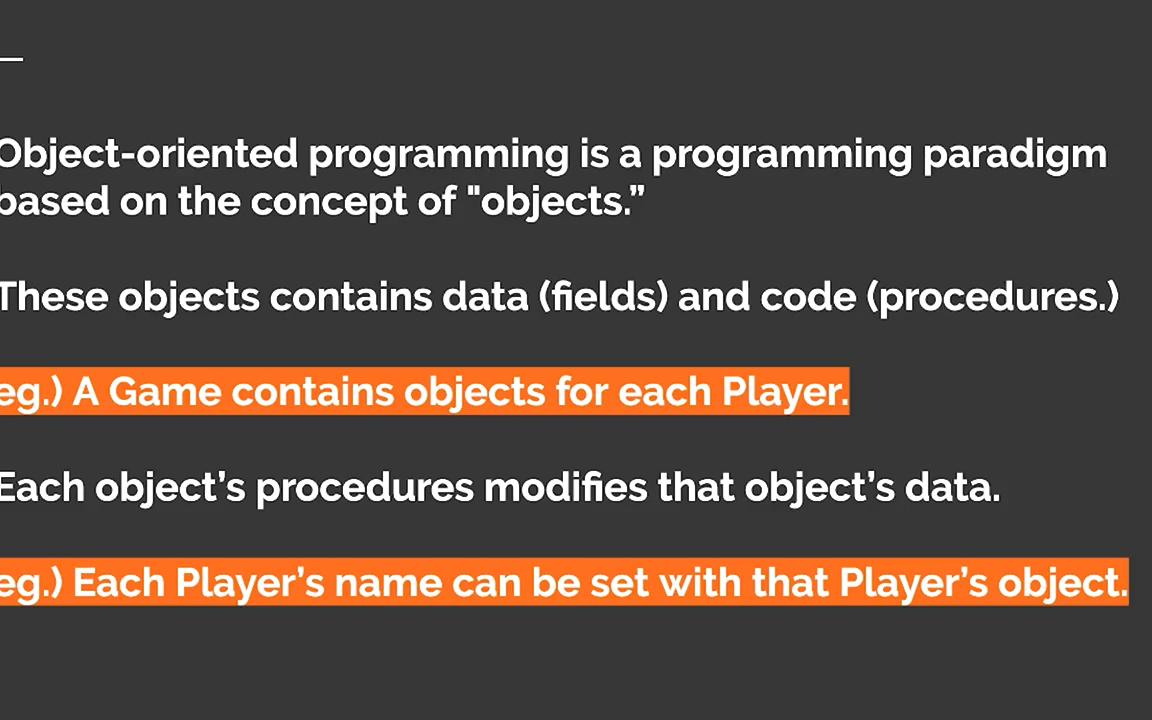 Object-oriented programming is a programming paradigm
based on the concept of "objects.”
These objects contains data (fields) and code (procedures.)
eg.) A Game contains objects for each Player.
Each object’s procedures modifies that object’s data.
eg.) Each Player’s name can be set with that Player’s object.